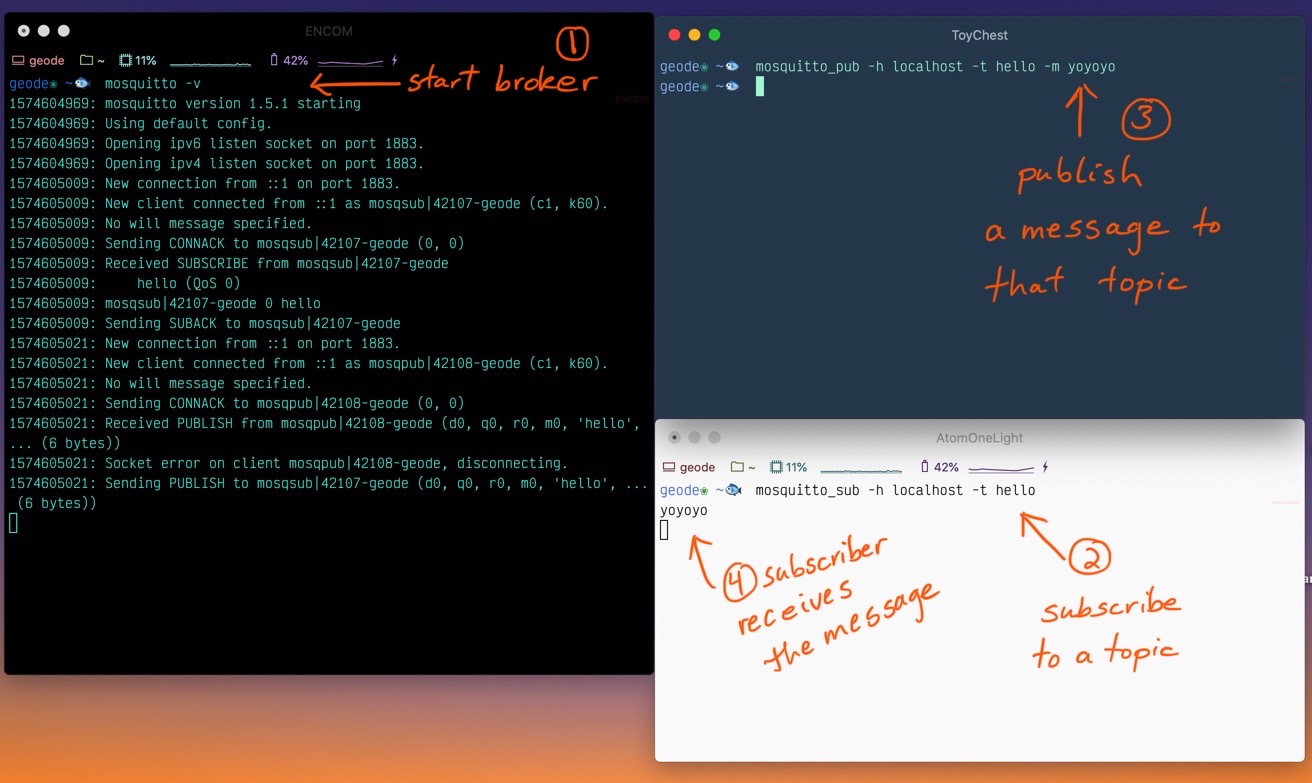 ENCOM
geode ~ 11% 42%
geode ~ mosquitto -v
1574604969: mosquitto version 1.5.1 starting
1574604969: Using default config.
1574604969: Opening ipv6 listen socket on port 1883.
1574604969: Opening ipv4 listen socket on port 1883.
1574605009: New connection from ::1 on port 1883.
1574605009: New client connected from ::1 as mosqsub|42107-geode (c1, k60).
1574605009: No will message specified.
1574605009: Sending CONNACK to mosqsub|42107-geode (0, 0)
1574605009: Received SUBSCRIBE from mosqsub|42107-geode
1574605009: hello (QoS 0)
1574605009: mosqsub|42107-geode 0 hello
1574605009: Sending SUBACK to mosqsub|42107-geode
1574605021: New connection from ::1 on port 1883.
1574605021: New client connected from ::1 as mosqpub|42108-geode (c1, k60).
1574605021: No will message specified.
1574605021: Sending CONNACK to mosqpub|42108-geode (0, 0)
1574605021: Received PUBLISH from mosqpub|42108-geode (d0, q0, r0, m0, 'hello',
... (6 bytes))
1574605021: Socket error on client mosqpub|42108-geode, disconnecting.
1574605021: Sending PUBLISH to mosqsub|42107-geode (d0, q0, r0, m0, 'hello', ...
(6 bytes))
1
start broker
ENCOM
ToyChest
geode ~ mosquitto_pub -h localhost -t hello -m yoyoyo
geode ~
3
publish
a message to
that topic
AtomOneLight
geode ~ 11% 42%
geode ~ mosquitto_sub -h localhost -t hello
yoyoyo
2
subscribe
to a topic
4 subscriber
receives
the message